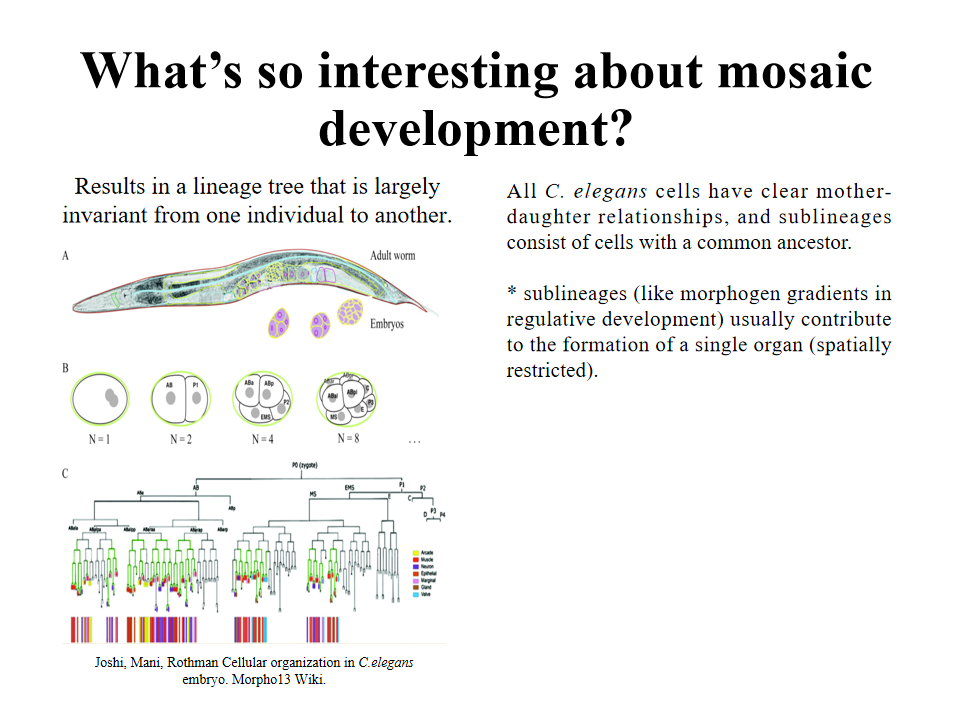 What's so interesting about mosaic
development?
Results in a lineage tree that is largely
invariant from one individual to another.
A
Adult worm
Embryos
B
AB P1
ABa ABp
P2
EMS
ABpl
C
P3
E
MS
N = 1
N = 2
N = 4
N = 8
...
C
P0 (zygote)
AB
P1
EMS
P2
MS
E
C
ABa
ABp
P3
D
P4
Arcade
Muscle
Neuron
Epithelial
Marginal
Gland
Valve
Joshi, Mani, Rothman Cellular organization in C.elegans
embryo. Morpho13 Wiki.
All C. elegans cells have clear mother-
daughter relationships, and sublineages
consist of cells with a common ancestor.
* sublineages (like morphogen gradients in
regulative development) usually contribute
to the formation of a single organ (spatially
restricted).